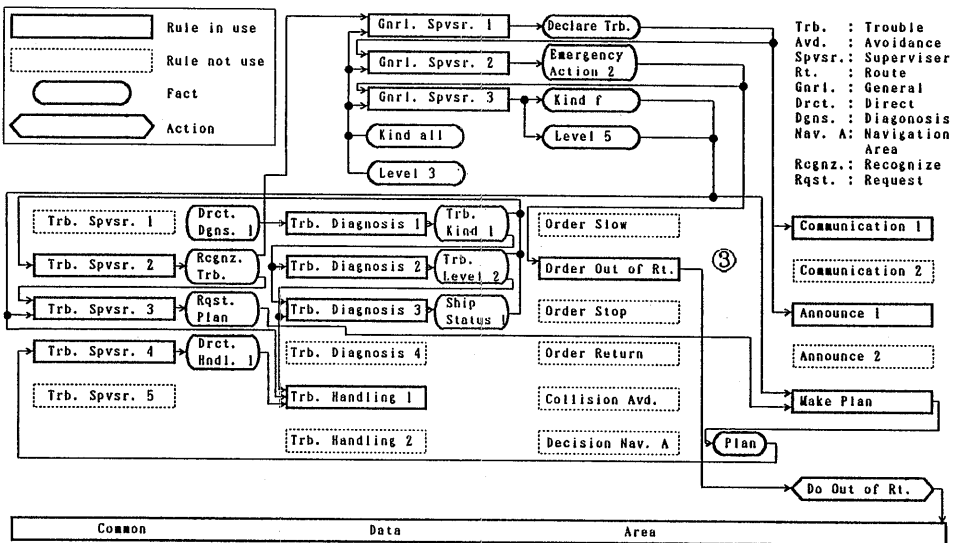 Rule in use
Rule not use
Fact
Action
Gnrl. Spvsr. 1
Declare Trb.
Gnrl. Spvsr. 2
Emergency
Action 2
Gnrl. Spvsr. 3
Kind f
Kind all
Level 5
Level 3
Trb. : Trouble
Avd. : Avoidance
Spvsr.: Superviser
Rt. : Route
Gnrl. : General
Drct. : Direct
Dgns. : Diagonosis
Nav. A: Navigation
Area
Rcgnz.: Recognize
Rqst. : Request
Trb. Spvsr. 1
Drct.
Dgns. 1
Trb. Diagnosis 1
Trb.
Kind 1
Order Slow
Communication 1
Trb. Spvsr. 2
Rcgnz.
Trb.
Trb. Diagnosis 2
Trb.
Level 2
Order Out of Rt.
③
Communication 2
Trb. Spvsr. 3
Rqst.
Plan
Trb. Diagnosis 3
Ship
Status 1
Order Stop
Announce 1
Trb. Spvsr. 4
Drct.
Hndl. 1
Trb. Diagnosis 4
Order Return
Announce 2
Trb. Spvsr. 5
Trb. Handling 1
Collision Avd.
Make Plan
Trb. Handling 2
Decision Nav. A
Plan
Do Out of Rt.
Common Data Area